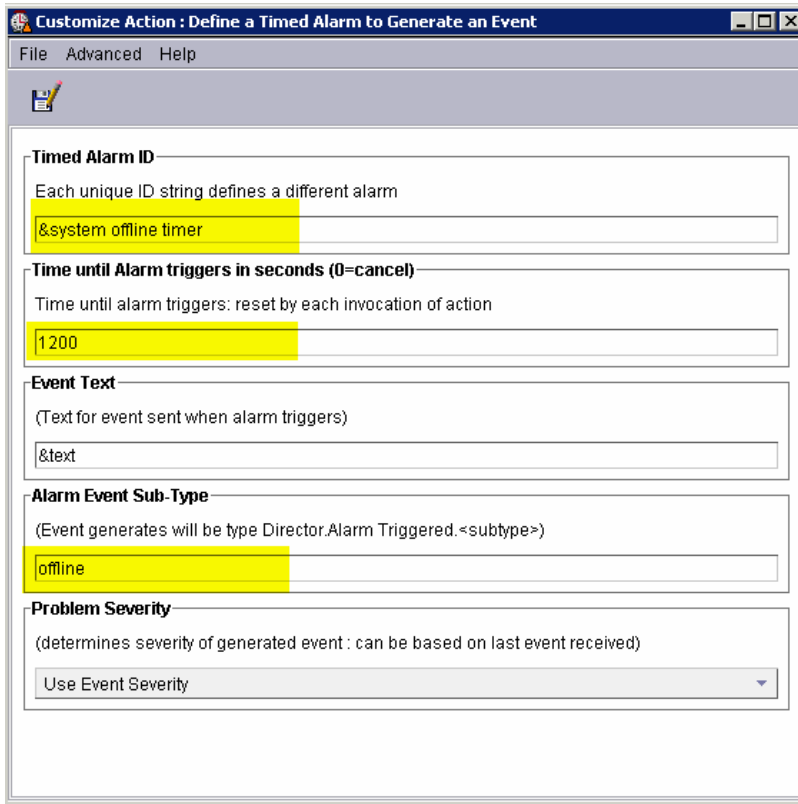 Customize Action : Define a Timed Alarm to Generate an Event
File Advanced Help
Timed Alarm ID
Each unique ID string defines a different alarm
&system offline timer
Time until Alarm triggers in seconds (0=cancel)
Time until alarm triggers: reset by each invocation of action
1200
Event Text
(Text for event sent when alarm triggers)
&text
Alarm Event Sub-Type
(Event generates will be type Director.Alarm Triggered.<subtype>)
offline
Problem Severity
(determines severity of generated event : can be based on last event received)
Use Event Severity